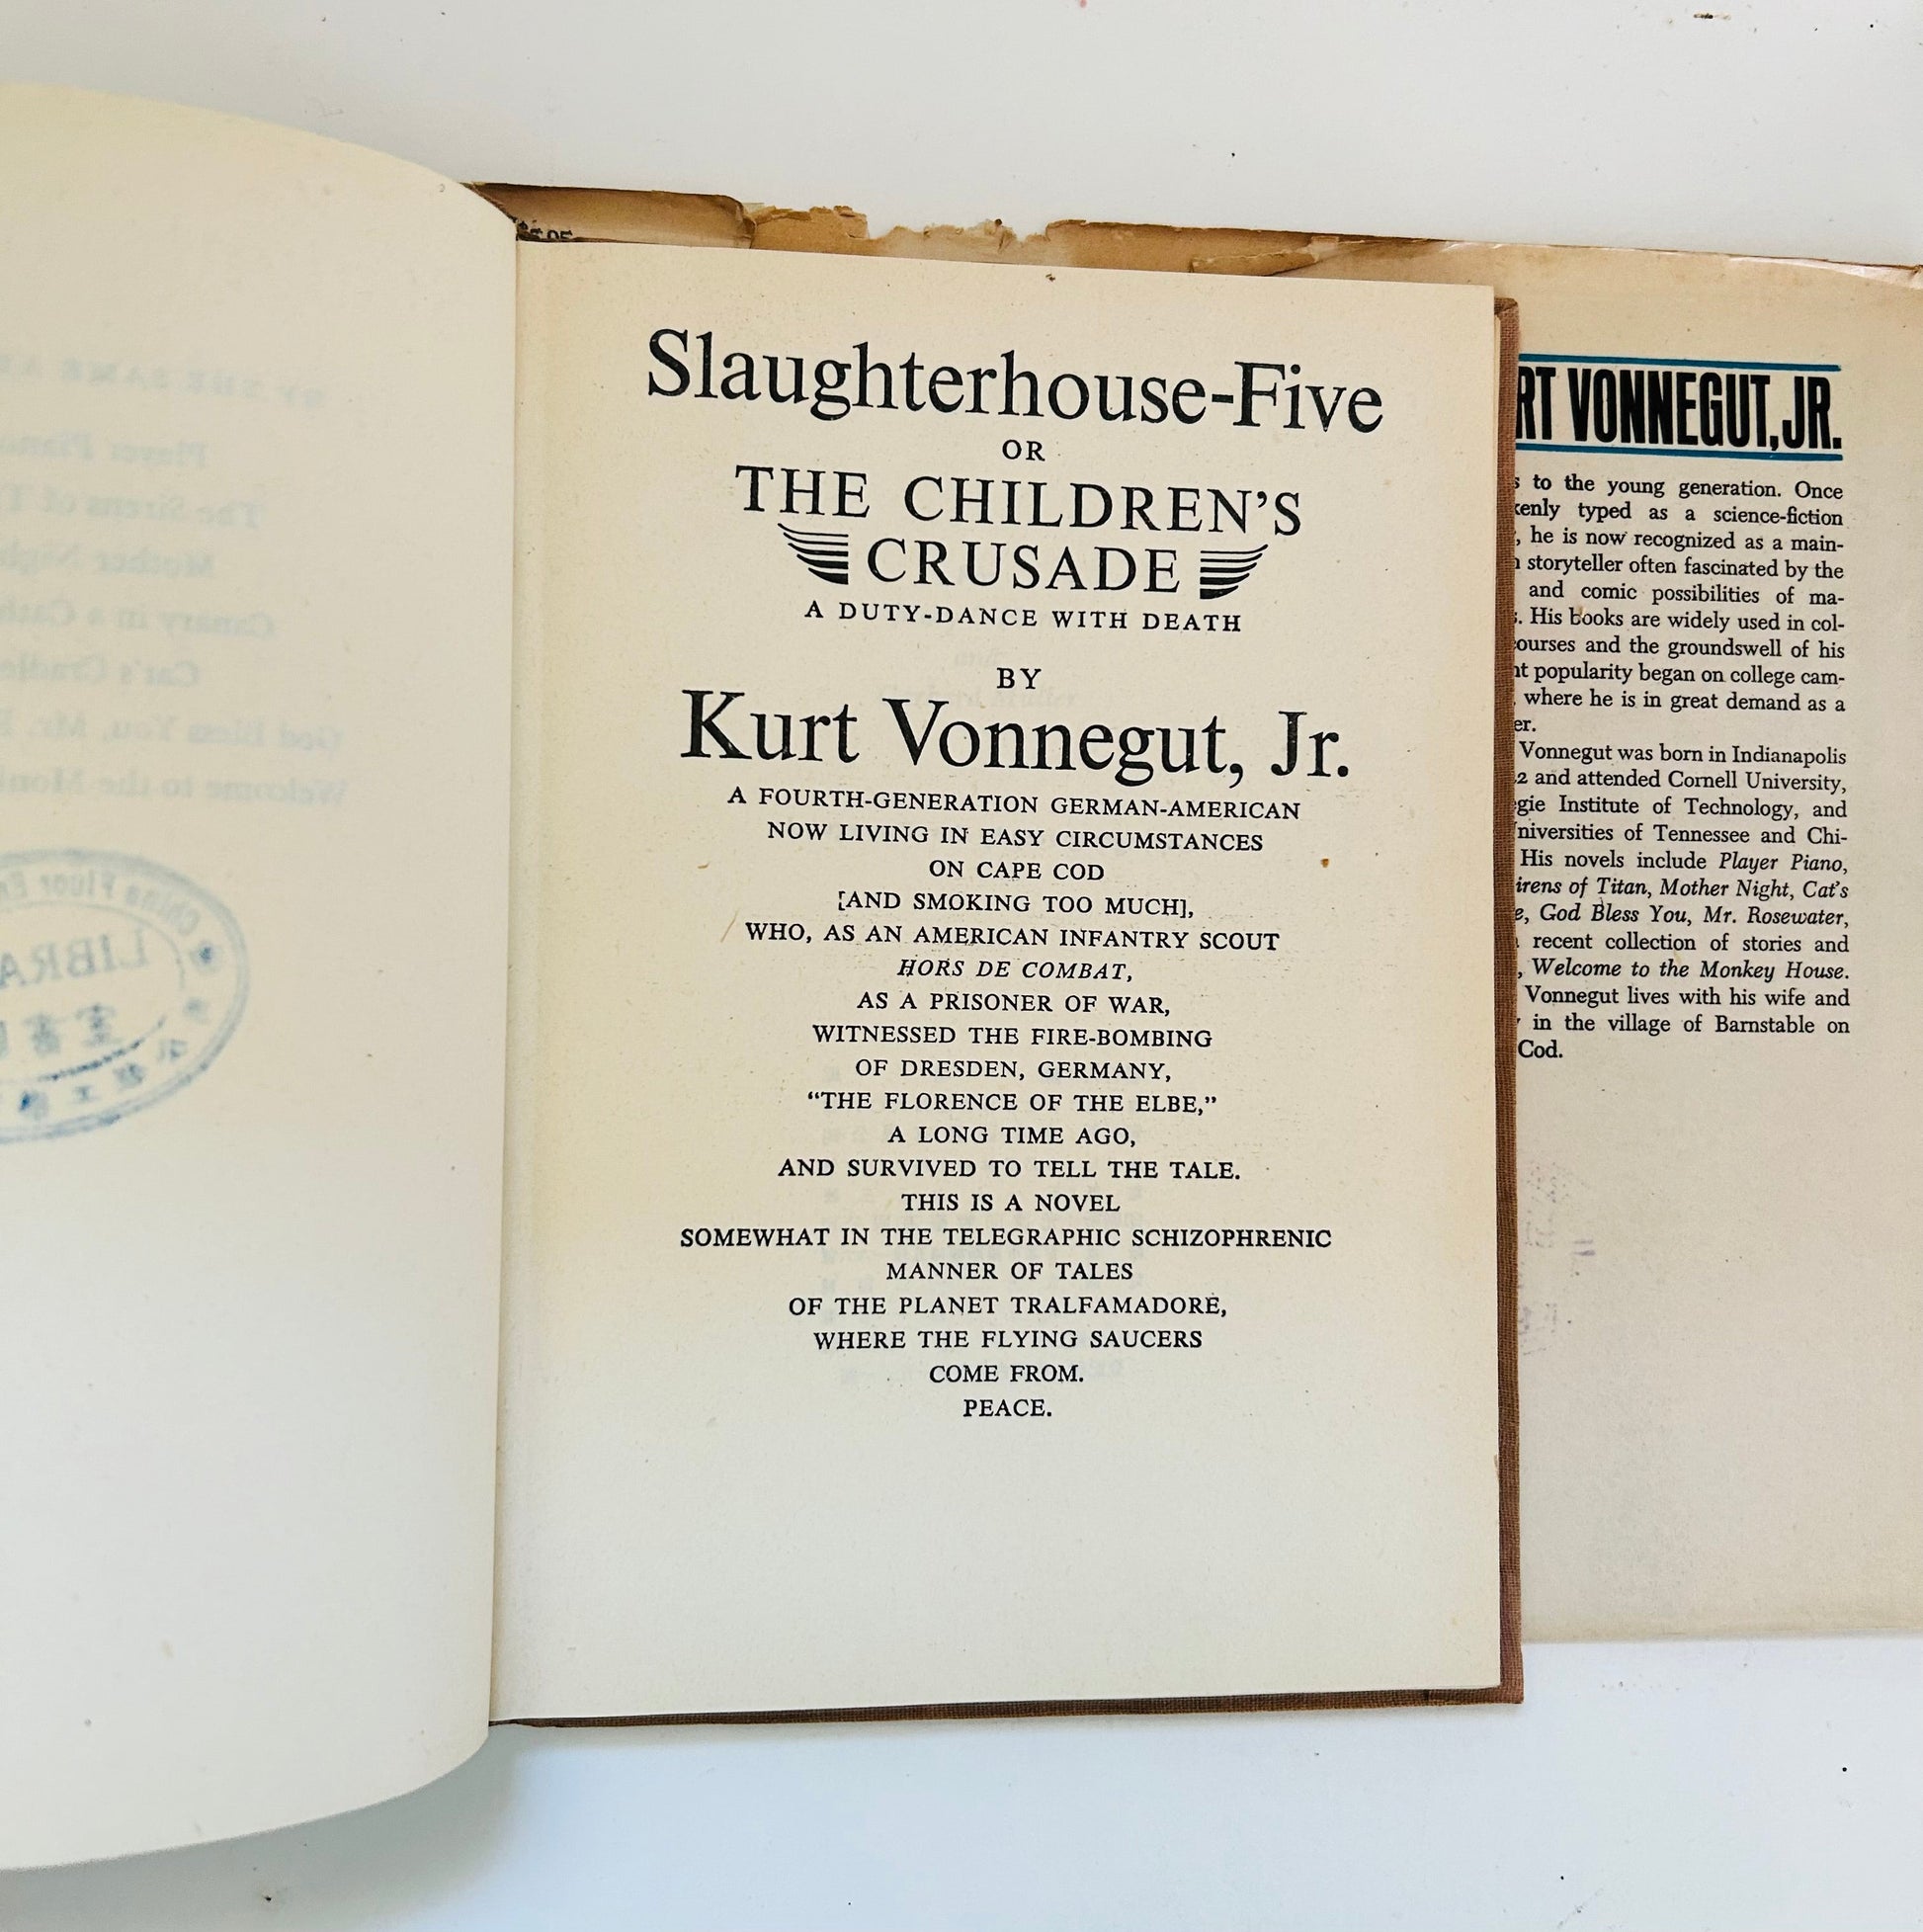 Slaughterhouse-Five
OR
THE CHILDREN'S
CRUSADE
A DUTY-DANCE WITH DEATH
BY
Kurt Vonnegut, Jr.
A FOURTH-GENERATION GERMAN-AMERICAN
NOW LIVING IN EASY CIRCUMSTANCES
ON CAPE COD
[AND SMOKING TOO MUCH],
WHO, AS AN AMERICAN INFANTRY SCOUT
HORS DE COMBAT,
AS A PRISONER OF WAR,
WITNESSED THE FIRE-BOMBING
OF DRESDEN, GERMANY,
“THE FLORENCE OF THE ELBE,”
A LONG TIME AGO,
AND SURVIVED TO TELL THE TALE.
THIS IS A NOVEL
SOMEWHAT IN THE TELEGRAPHIC SCHIZOPHRENIC
MANNER OF TALES
OF THE PLANET TRALFAMADORE,
WHERE THE FLYING SAUCERS
COME FROM.
PEACE.
RT VONNEGUT, JR.
to the young generation. Once
typed as a science-fiction
he is now recognized as a main-
storyteller often fascinated by the
and comic possibilities of ma-
His books are widely used in col-
and the groundswell of his
popularity began on college cam-
where he is in great demand as a
er.
Vonnegut was born in Indianapolis
and attended Cornell University,
Institute of Technology, and
of Tennessee and Chi-
His novels include Player Piano,
of Titan, Mother Night, Cat's
God Bless You, Mr. Rosewater,
recent collection of stories and
Welcome to the Monkey House.
Vonnegut lives with his wife and
in the village of Barnstable on
Cod.